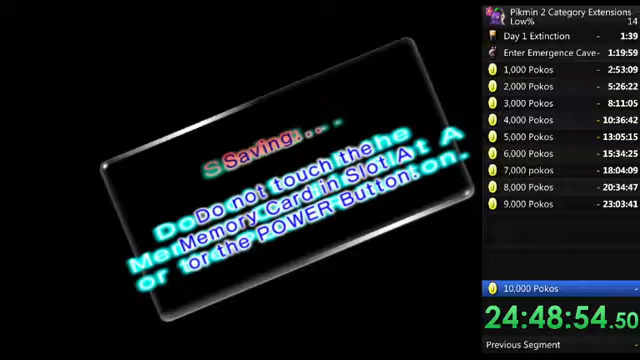 Saving...
Do not touch the
Memory Card in Slot A
or the POWER Button.
Pikmin 2 Category Extensions
Low% 14
Day 1 Extinction - 1:39
Enter Emergence Cave - 1:19:59
1,000 Pokos - 2:53:09
2,000 Pokos - 5:26:22
3,000 Pokos - 8:11:05
4,000 Pokos - 10:36:42
5,000 Pokos - 13:05:15
6,000 Pokos - 15:34:25
7,000 pokos - 18:04:09
8,000 Pokos - 20:34:47
9,000 Pokos - 23:03:41
10,000 Pokos -
24:48:54.50
Previous Segment -